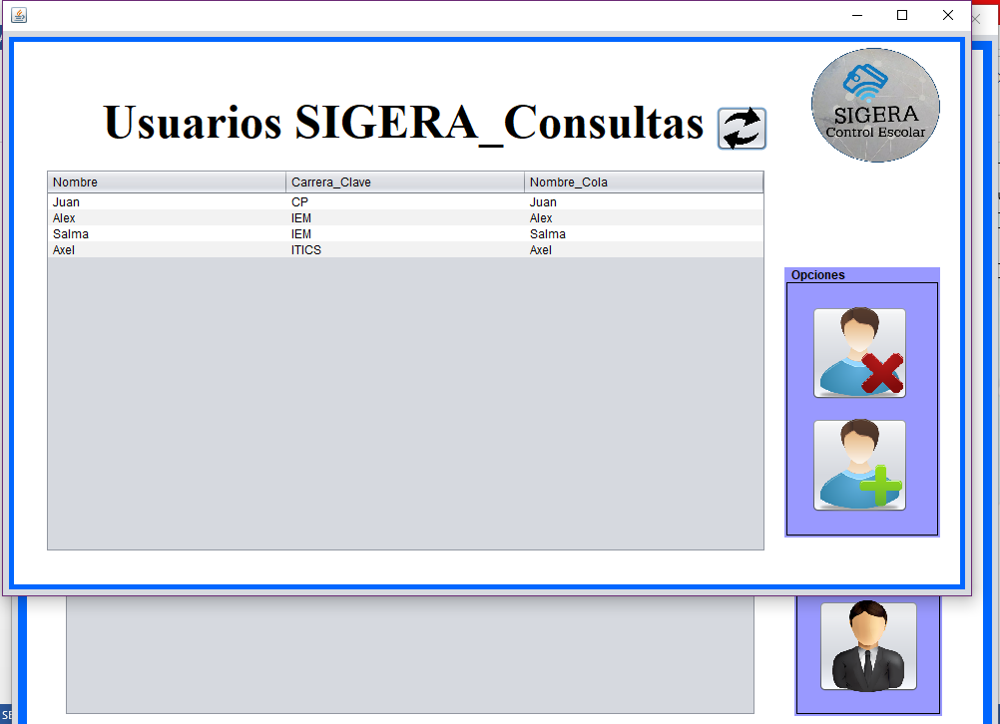 Usuarios SIGERA_Consultas
SIGERA
Control Escolar
Nombre Carrera_Clave Nombre_Cola
Juan CP Juan
Alex IEM Alex
Salma IEM Salma
Axel ITICS Axel
Opciones
SE